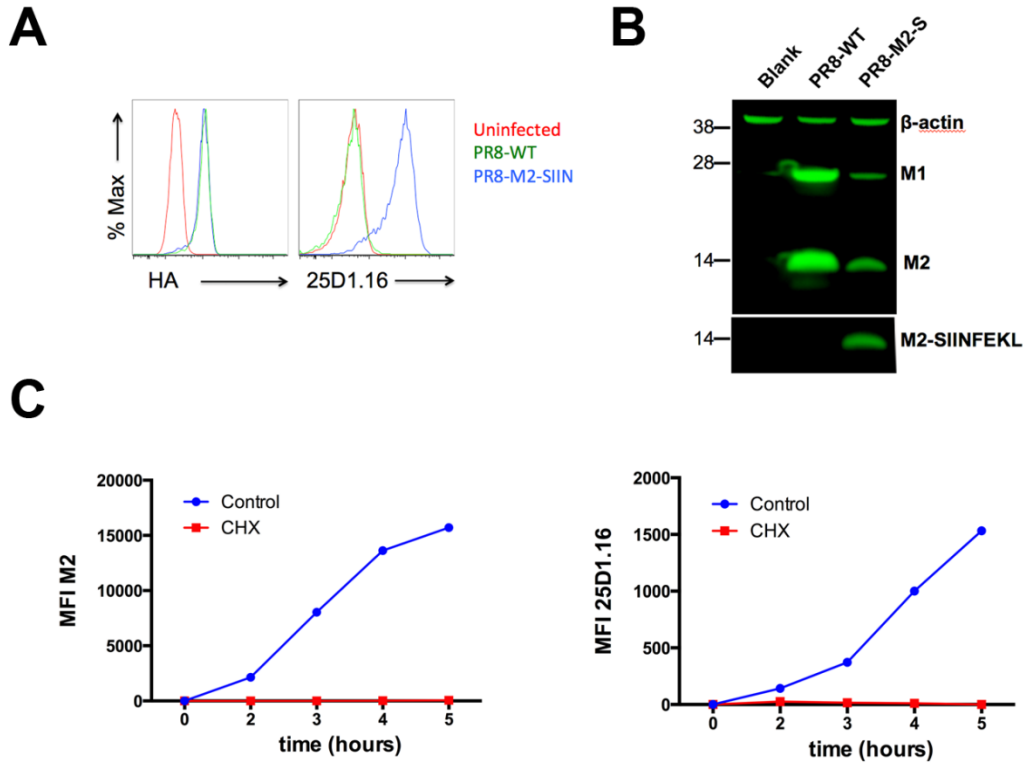 A
% Max
HA
25D1.16
Uninfected
PR8-WT
PR8-M2-SIIN
B
Blank
PR8-WT
PR8-M2-S
38
28
14
14
β-actin
M1
M2
M2-SIINFEKL
C
MFI M2
20000
15000
10000
5000
0
Control
CHX
0 2 3 4 5
time (hours)
MFI 25D1.16
2000
1500
1000
500
0
Control
CHX
0 2 3 4 5
time (hours)